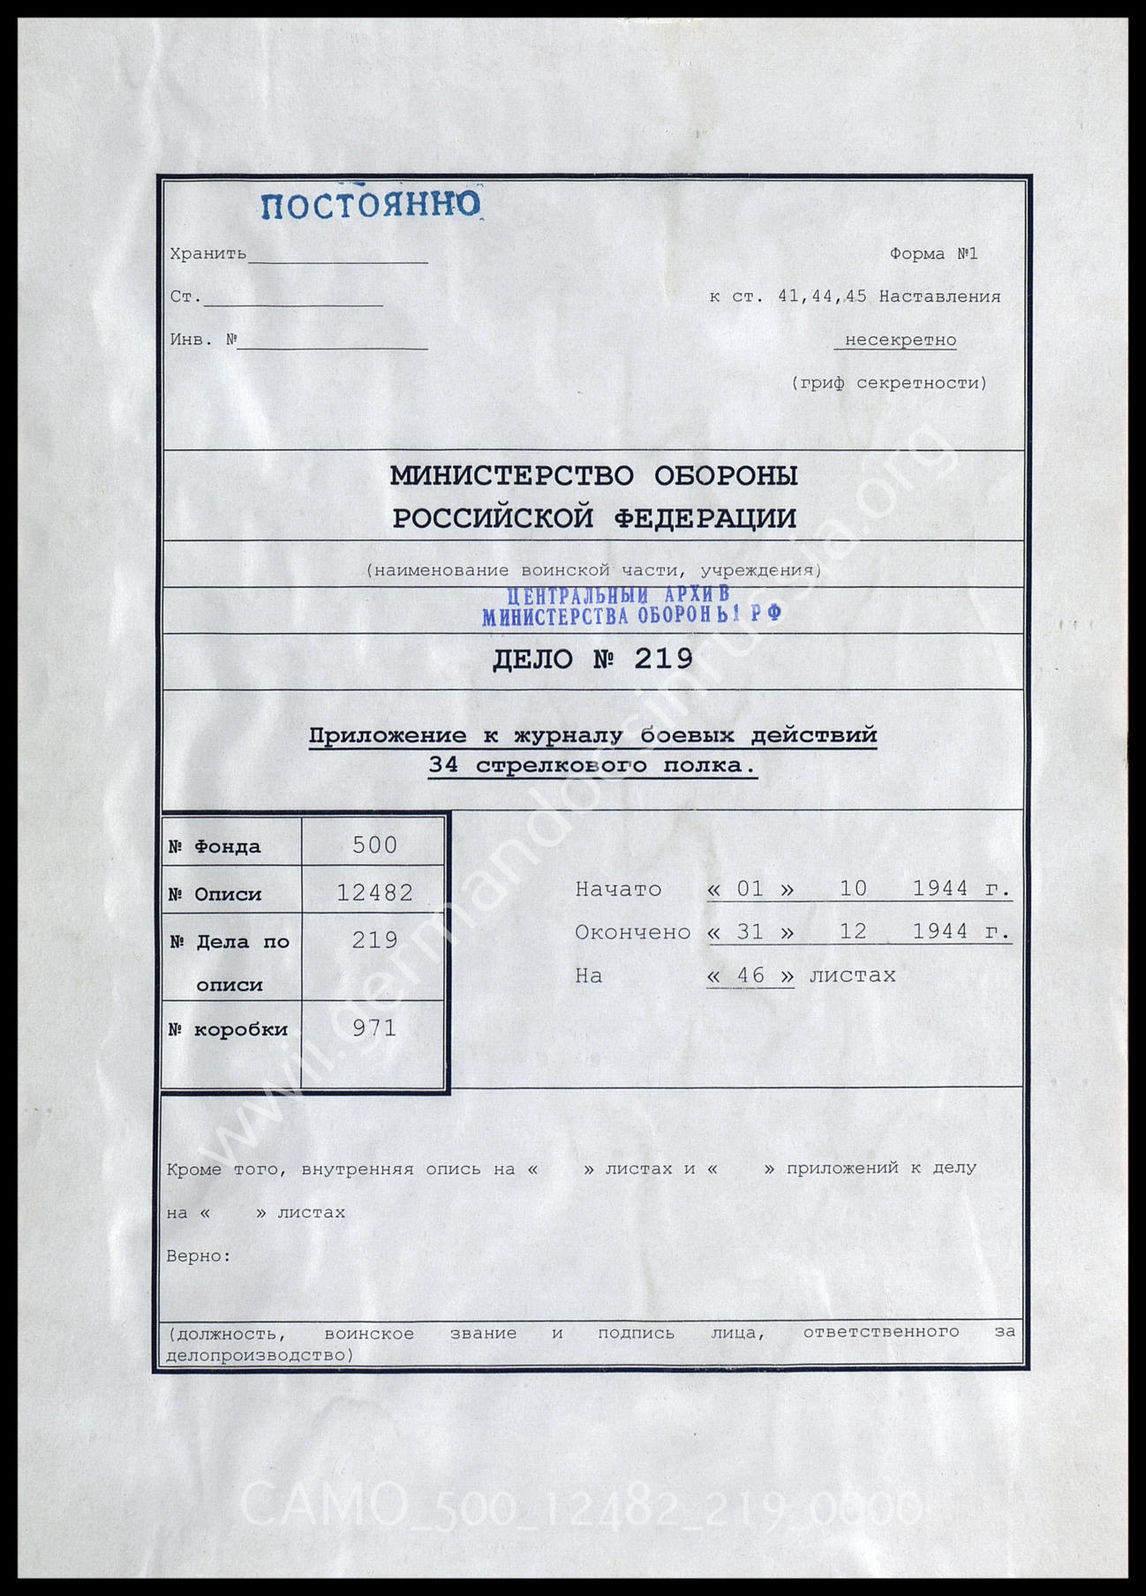 ПОСТОЯННО
Хранить
Форма №1
Ст.
к ст. 41,44,45 Наставления
Инв. №
несекретно
(гриф секретности)
МИНИСТЕРСТВО ОБОРОНЫ
РОССИЙСКОЙ ФЕДЕРАЦИИ
(наименование воинской части, учреждения)
ЦЕНТРАЛЬНЫЙ АРХИВ
МИНИСТЕРСТВА ОБОРОНЫ РФ
ДЕЛО № 219
Приложение к журналу боевых действий
34 стрелкового полка.
№ Фонда 500
№ Описи 12482
№ Дела по описи 219
№ коробки 971
Начато « 01 » 10 1944 г.
Окончено « 31 » 12 1944 г.
На « 46 » листах
Кроме того, внутренняя опись на « » листах и « » приложений к делу
на « » листах
Верно:
(должность, воинское звание и подпись лица, ответственного за
делопроизводство)
wwii.germandocsinrussia.org
CAMO_500_12482_219_0000